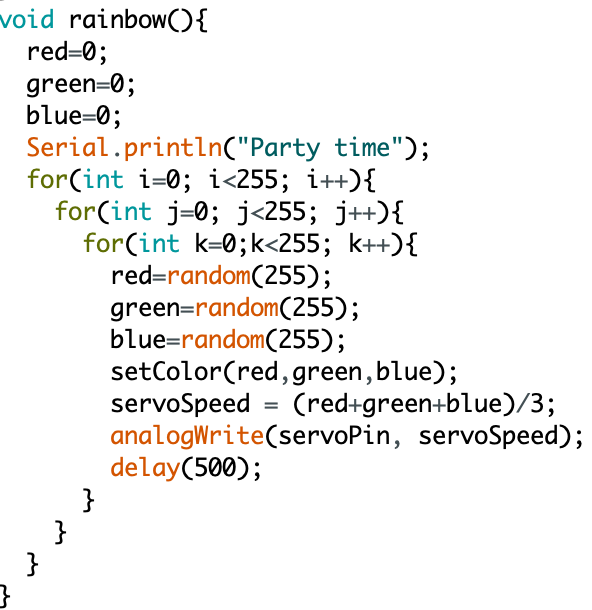 void rainbow(){
  red=0;
  green=0;
  blue=0;
  Serial.println("Party time");
  for(int i=0; i<255; i++){
    for(int j=0; j<255; j++){
      for(int k=0;k<255; k++){
        red=random(255);
        green=random(255);
        blue=random(255);
        setColor(red,green,blue);
        servoSpeed = (red+green+blue)/3;
        analogWrite(servoPin, servoSpeed);
        delay(500);
      }
    }
  }
}